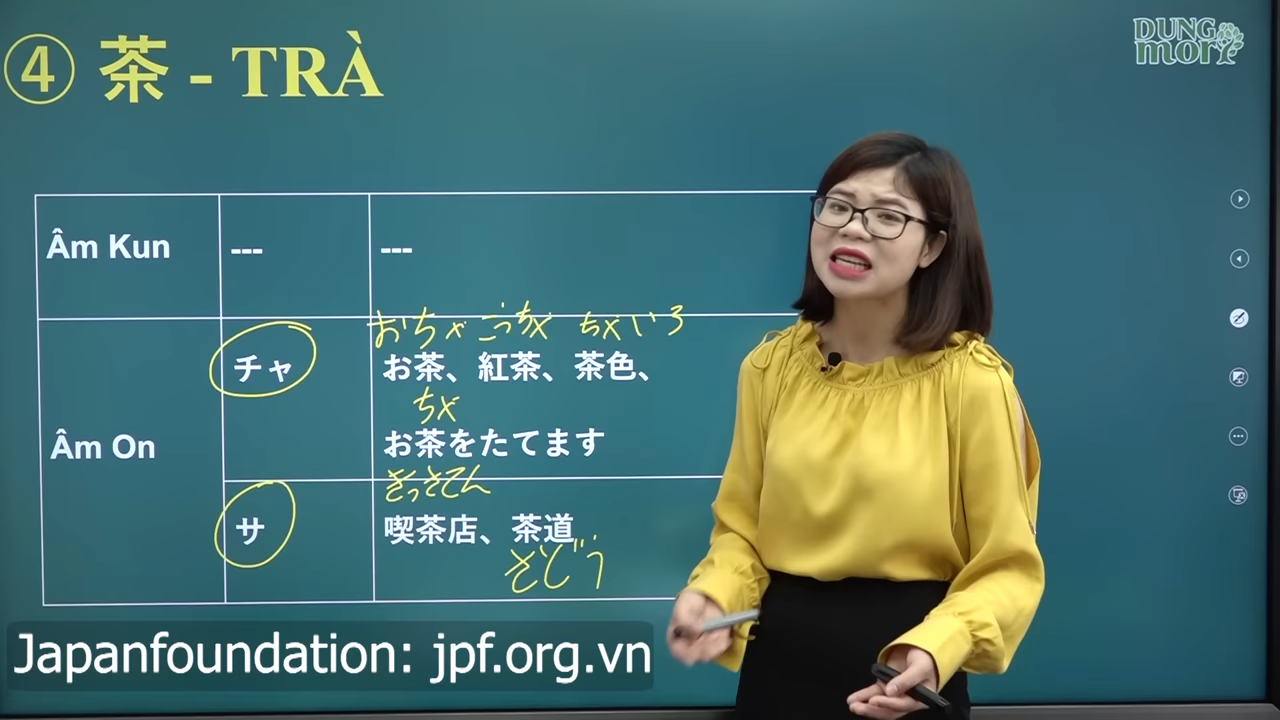 ④ 茶 - TRÀ
DUNG
mori
Âm Kun
---
---
おちゃ こうちゃ ちゃいろ
チャ
お茶、紅茶、茶色、
ちゃ
お茶をたてます
Âm On
きっさてん
サ
喫茶店、茶道
さどう
Japanfoundation: jpf.org.vn